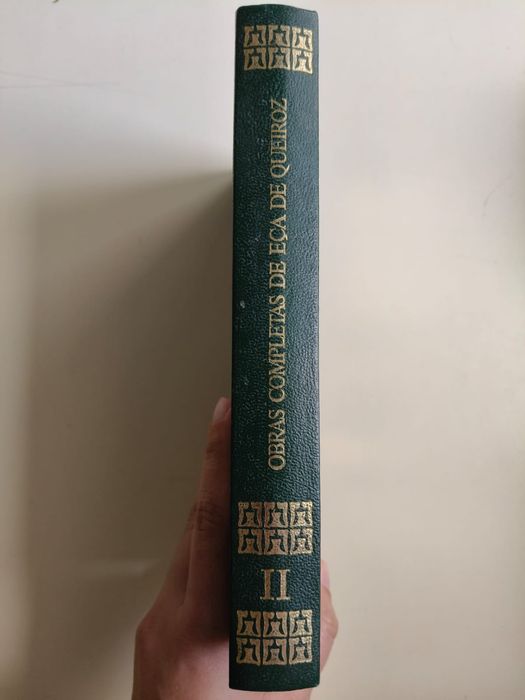 OBRAS COMPLETAS DE EÇA DE QUEIROZ
II